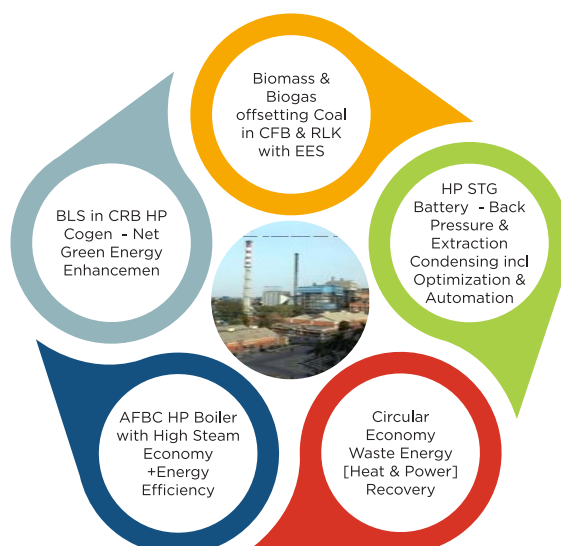 Biomass &
Biogas
offsetting Coal
in CFB & RLK
with EES
HP STG
Battery - Back
Pressure &
Extraction
Condensing incl
Optimization &
Automation
Circular
Economy
Waste Energy
[Heat & Power]
Recovery
AFBC HP Boiler
with High Steam
Economy
+Energy
Efficiency
BLS in CRB HP
Cogen - Net
Green Energy
Enhancemen